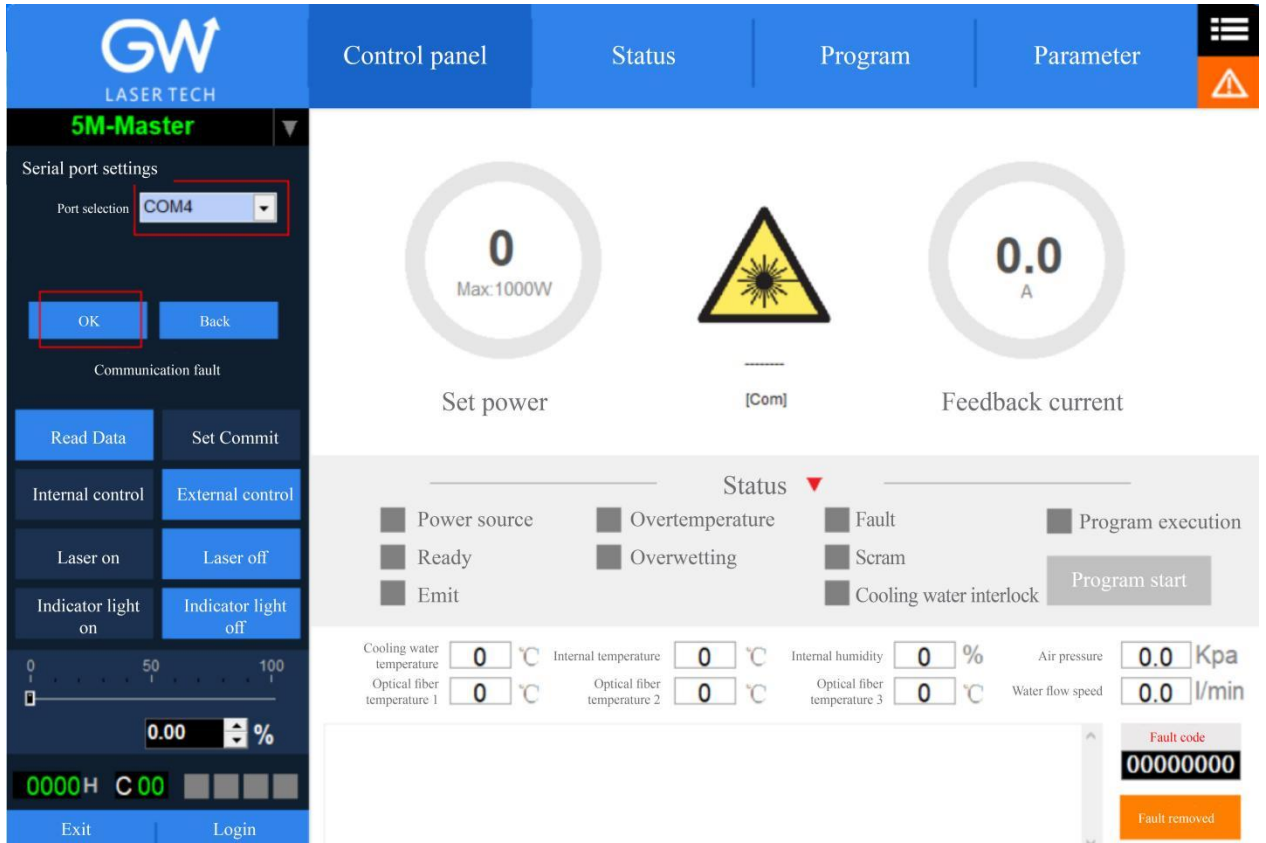 GW
LASER TECH
Control panel
Status
Program
Parameter
5M-Master
Serial port settings
Port selection
COM4
OK
Back
Communication fault
Read Data
Set Commit
Internal control
External control
Laser on
Laser off
Indicator light
on
Indicator light
off
0 50 100
0.00 %
0000 H C 00
Exit
Login
0
Max:1000W
Set power
--------
[Com]
0.0
A
Feedback current
Status
Power source
Overtemperature
Fault
Program execution
Ready
Overwetting
Scram
Program start
Emit
Cooling water interlock
Cooling water
temperature
0 ℃
Internal temperature 0 ℃
Internal humidity 0 %
Air pressure 0.0 Kpa
Optical fiber
temperature 1
0 ℃
Optical fiber
temperature 2
0 ℃
Optical fiber
temperature 3
0 ℃
Water flow speed 0.0 l/min
Fault code
00000000
Fault removed